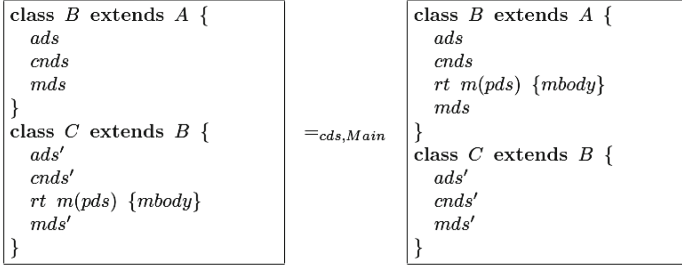 class B extends A {
ads
cnds
mds
}
class C extends B {
ads′
cnds′
rt m(pds) {mbody}
mds′
}
=cds,Main
class B extends A {
ads
cnds
rt m(pds) {mbody}
mds
}
class C extends B {
ads′
cnds′
mds′
}